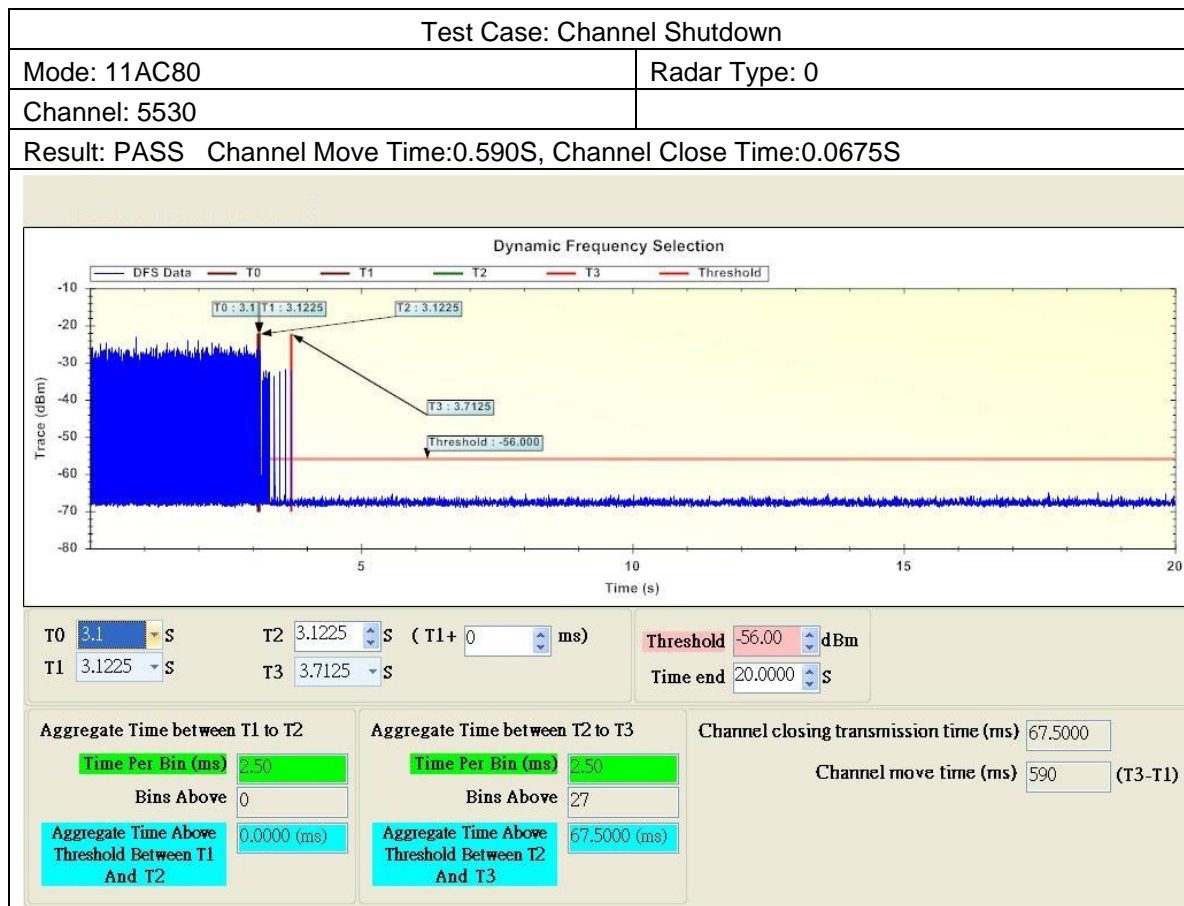 Test Case: Channel Shutdown
Mode: 11AC80
Radar Type: 0
Channel: 5530
Result: PASS   Channel Move Time:0.590S, Channel Close Time:0.0675S
Dynamic Frequency Selection
DFS Data T0 T1 T2 T3 Threshold
-10
T0 : 3.1 T1 : 3.1225 T2 : 3.1225
-20
-30
-40
T3 : 3.7125
-50
Threshold : -56.000
-60
-70
-80
Trace (dBm)
5 10 15 20
Time (s)
T0 3.1 S T2 3.1225 S ( T1+ 0 ms) Threshold -56.00 dBm
T1 3.1225 S T3 3.7125 S Time end 20.0000 S
Aggregate Time between T1 to T2
Time Per Bin (ms) 2.50
Bins Above 0
Aggregate Time Above
Threshold Between T1
And T2
0.0000 (ms)
Aggregate Time between T2 to T3
Time Per Bin (ms) 2.50
Bins Above 27
Aggregate Time Above
Threshold Between T2
And T3
67.5000 (ms)
Channel closing transmission time (ms) 67.5000
Channel move time (ms) 590 (T3-T1)